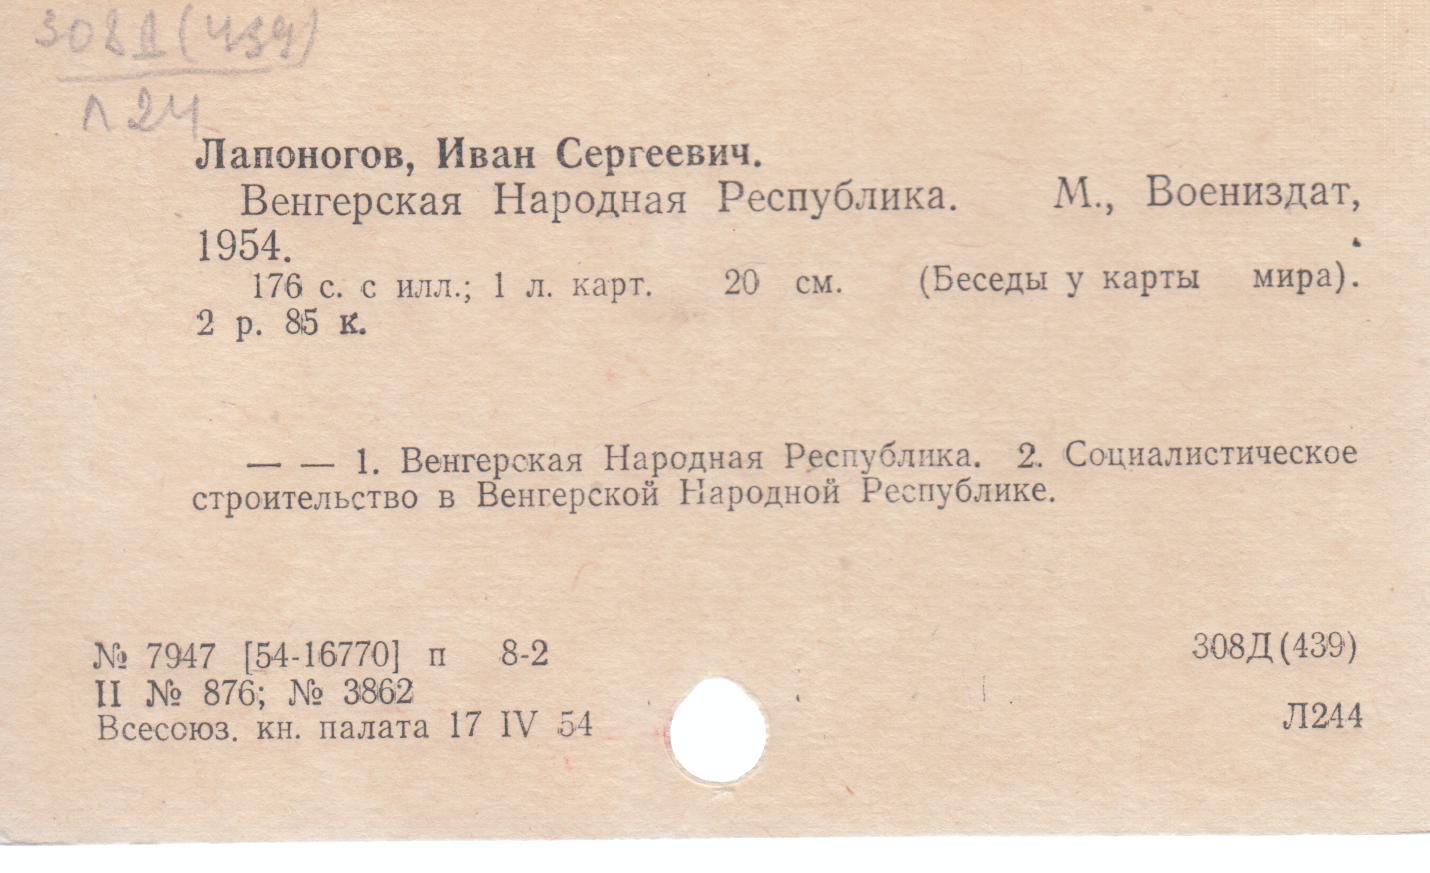 308Д(439)
Л24
Лапоногов, Иван Сергеевич.
Венгерская Народная Республика. М., Воениздат,
1954.
176 с. с илл.; 1 л. карт. 20 см. (Беседы у карты мира).
2 р. 85 к.
— — 1. Венгерская Народная Республика. 2. Социалистическое
строительство в Венгерской Народной Республике.
№ 7947 [54-16770] п 8-2
308Д(439)
II № 876; № 3862
Всесоюз. кн. палата 17 IV 54
Л244